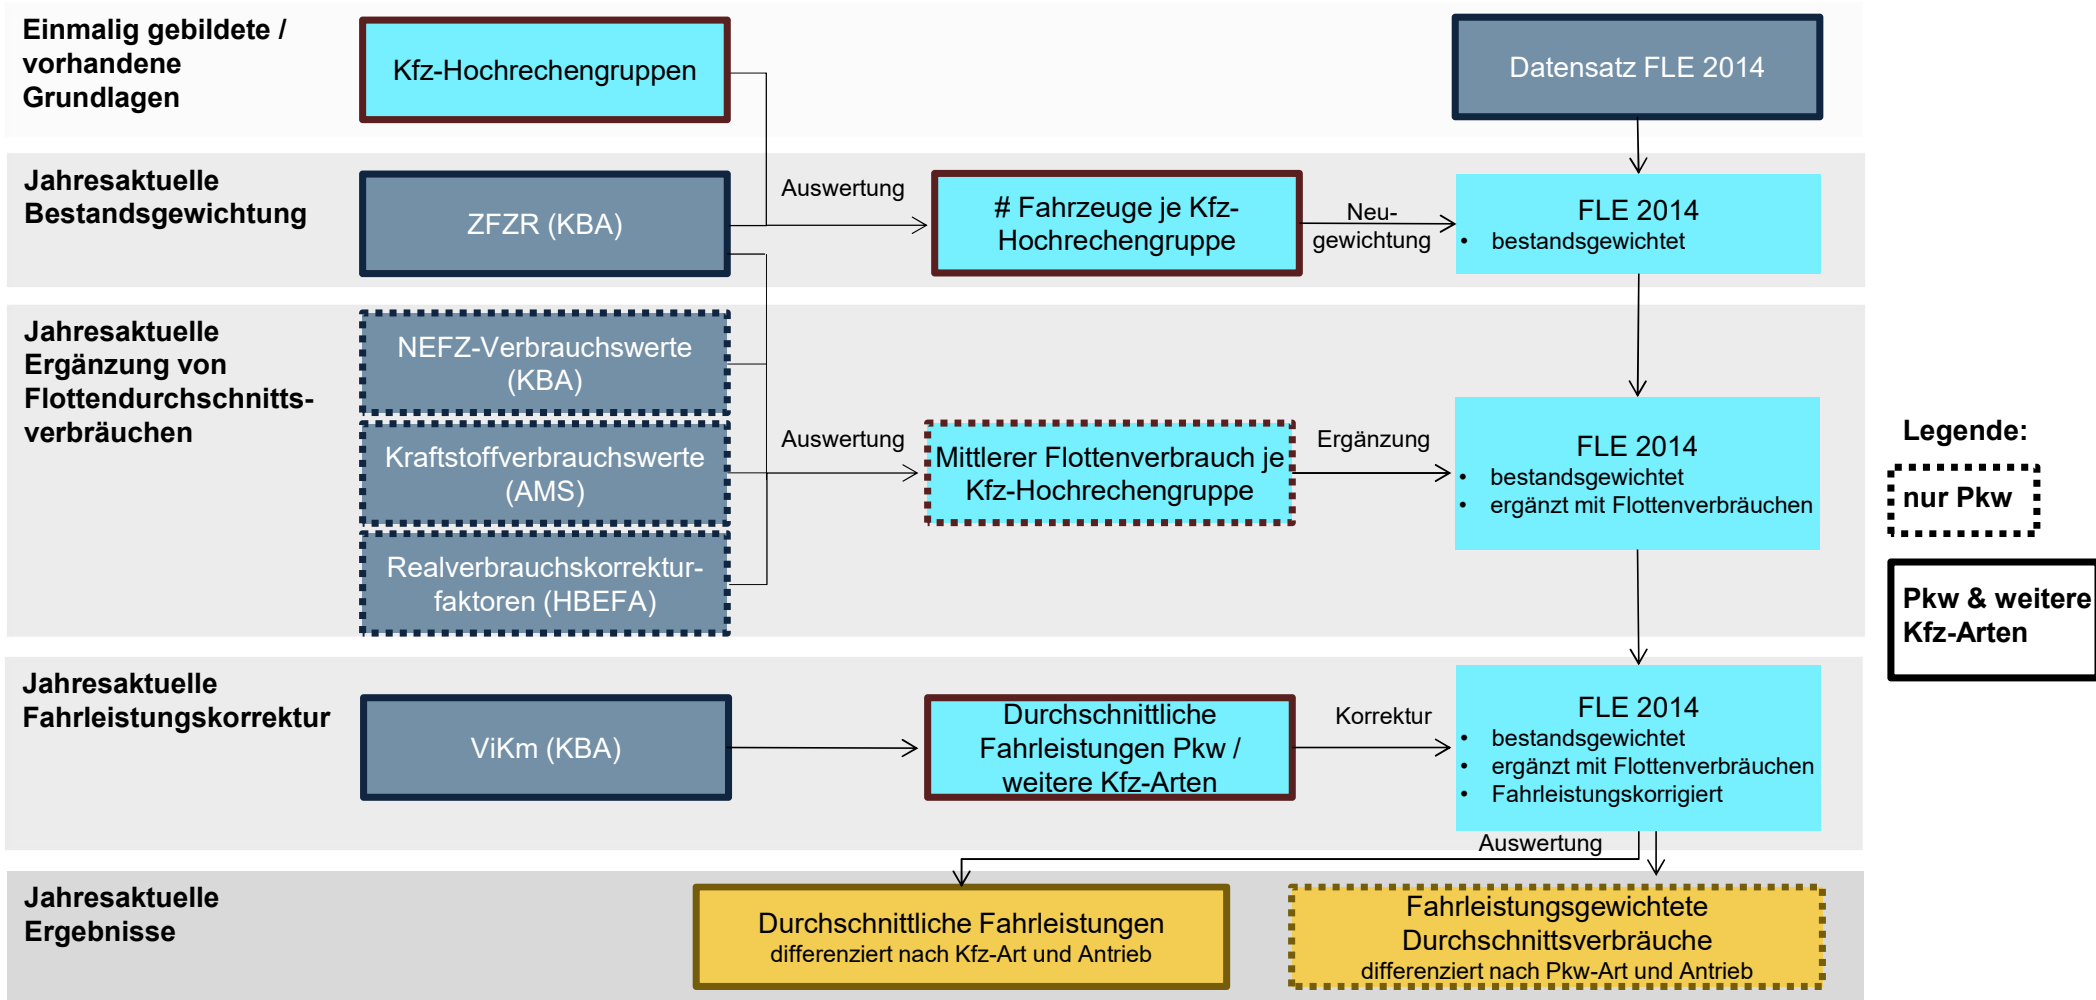 Einmalig gebildete /
vorhandene
Grundlagen
Kfz-Hochrechengruppen
Datensatz FLE 2014
Jahresaktuelle
Bestandsgewichtung
ZFZR (KBA)
Auswertung
# Fahrzeuge je Kfz-
Hochrechengruppe
Neu-
gewichtung
FLE 2014
• bestandsgewichtet
Jahresaktuelle
Ergänzung von
Flottendurchschnitts-
verbräuchen
NEFZ-Verbrauchswerte
(KBA)
Kraftstoffverbrauchswerte
(AMS)
Realverbrauchskorrektur-
faktoren (HBEFA)
Auswertung
Mittlerer Flottenverbrauch je
Kfz-Hochrechengruppe
Ergänzung
FLE 2014
• bestandsgewichtet
• ergänzt mit Flottenverbräuchen
Legende:
nur Pkw
Pkw & weitere
Kfz-Arten
Jahresaktuelle
Fahrleistungskorrektur
ViKm (KBA)
Durchschnittliche
Fahrleistungen Pkw /
weitere Kfz-Arten
Korrektur
FLE 2014
• bestandsgewichtet
• ergänzt mit Flottenverbräuchen
• Fahrleistungskorrigiert
Auswertung
Jahresaktuelle
Ergebnisse
Durchschnittliche Fahrleistungen
differenziert nach Kfz-Art und Antrieb
Fahrleistungsgewichtete
Durchschnittsverbräuche
differenziert nach Pkw-Art und Antrieb